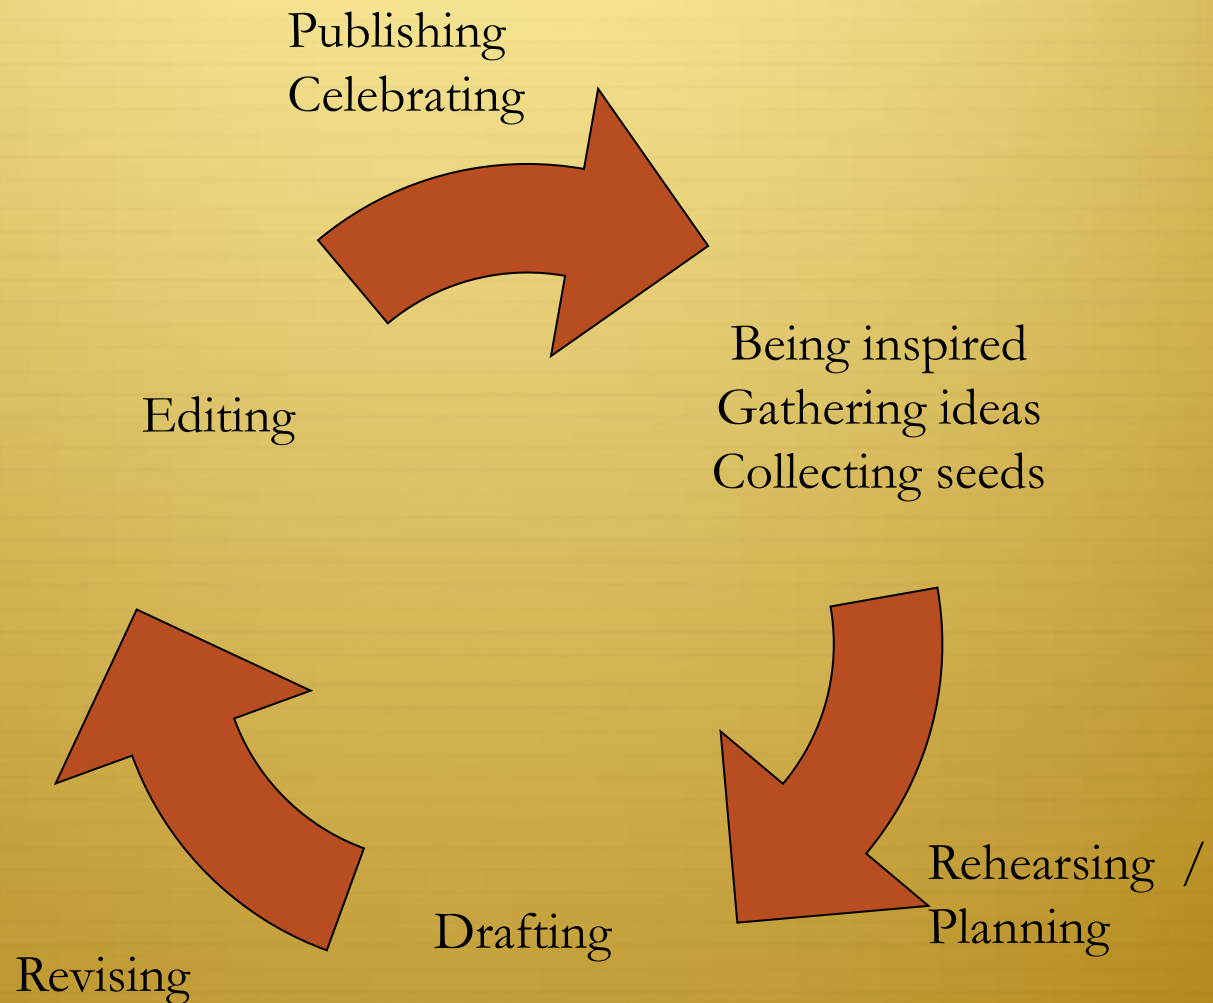 Publishing
Celebrating
Being inspired
Gathering ideas
Collecting seeds
Editing
Rehearsing /
Planning
Drafting
Revising